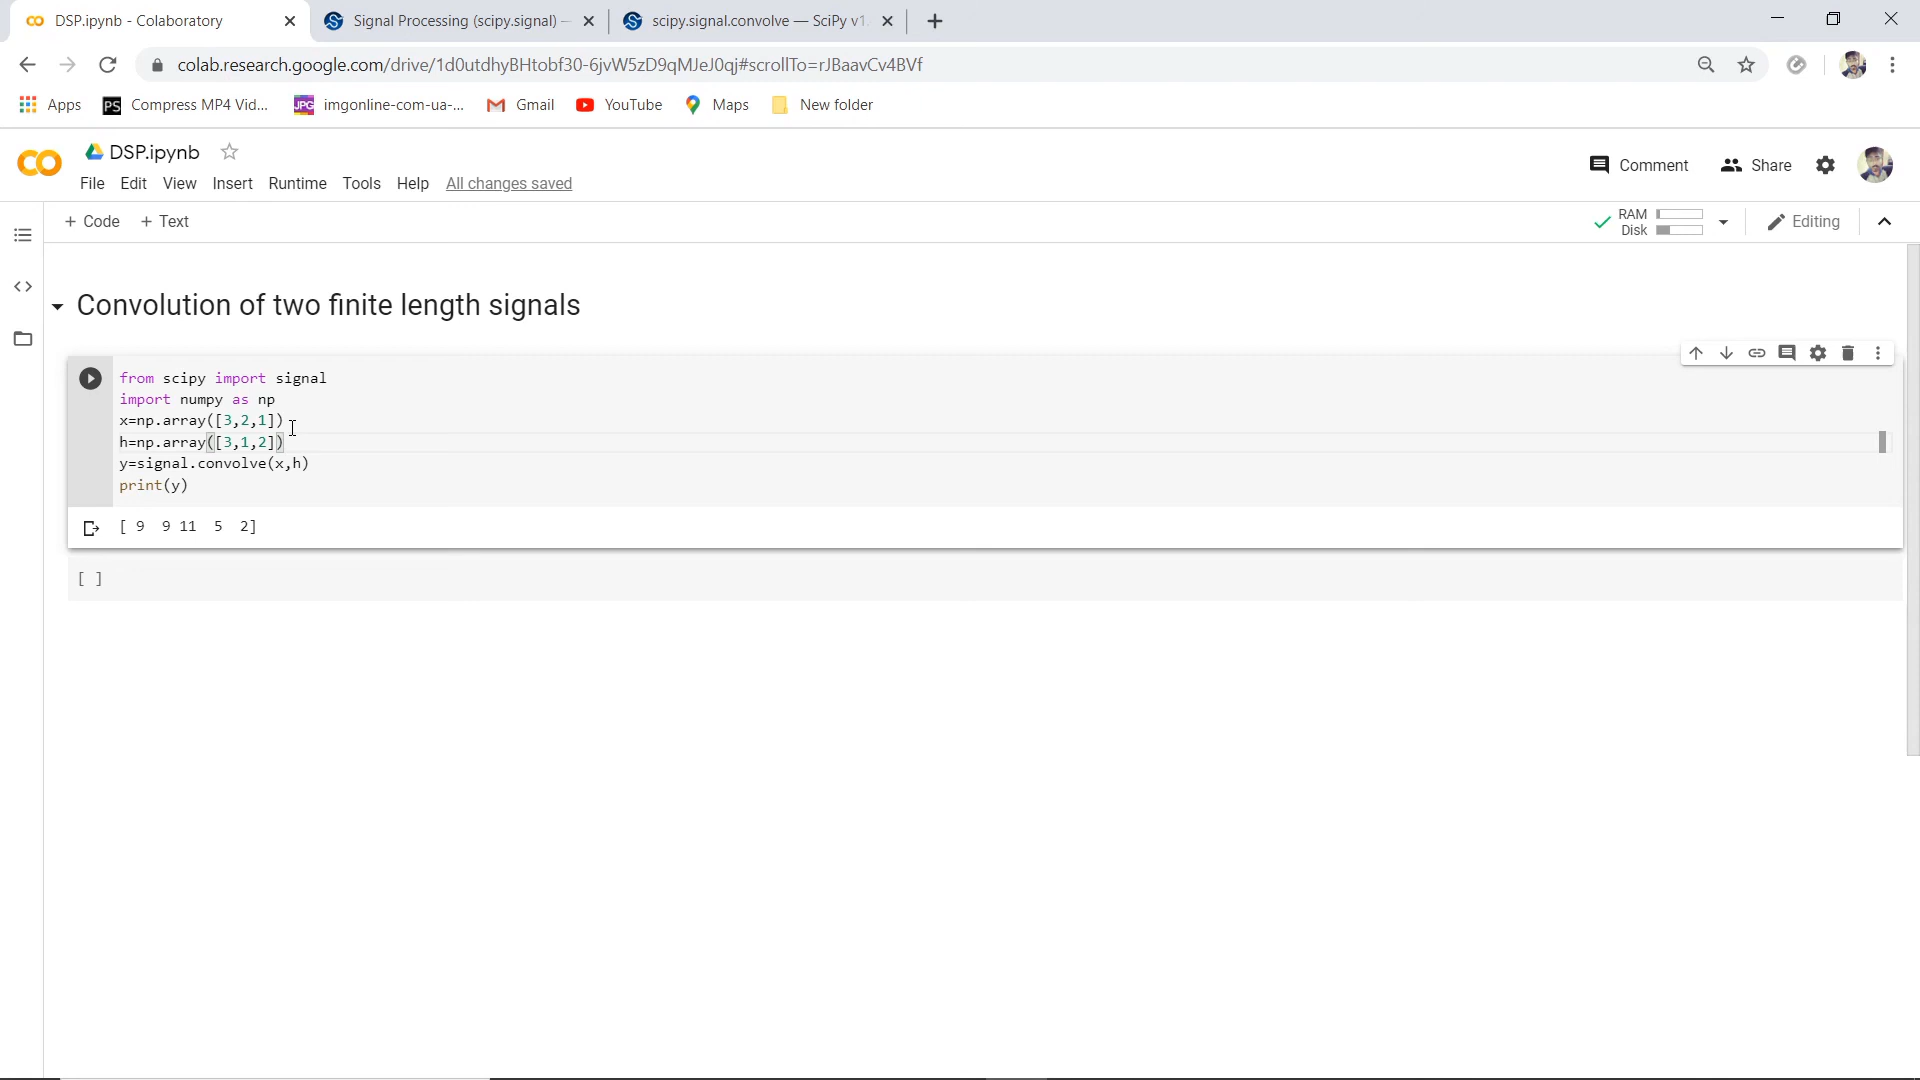 DSP.ipynb - Colaboratory
Signal Processing (scipy.signal) —
scipy.signal.convolve — SciPy v1.
colab.research.google.com/drive/1d0utdhyBHtobf30-6jvW5zD9qMJeJ0qj#scrollTo=rJBaavCv4BVf
Apps PS Compress MP4 Vid... JPG imgonline-com-ua-... Gmail YouTube Maps New folder
DSP.ipynb
Comment Share
File Edit View Insert Runtime Tools Help All changes saved
+ Code + Text
RAM
Disk
Editing
Convolution of two finite length signals
from scipy import signal
import numpy as np
x=np.array([3,2,1])
h=np.array([3,1,2])
y=signal.convolve(x,h)
print(y)
[ 9  9 11  5  2]
[ ]